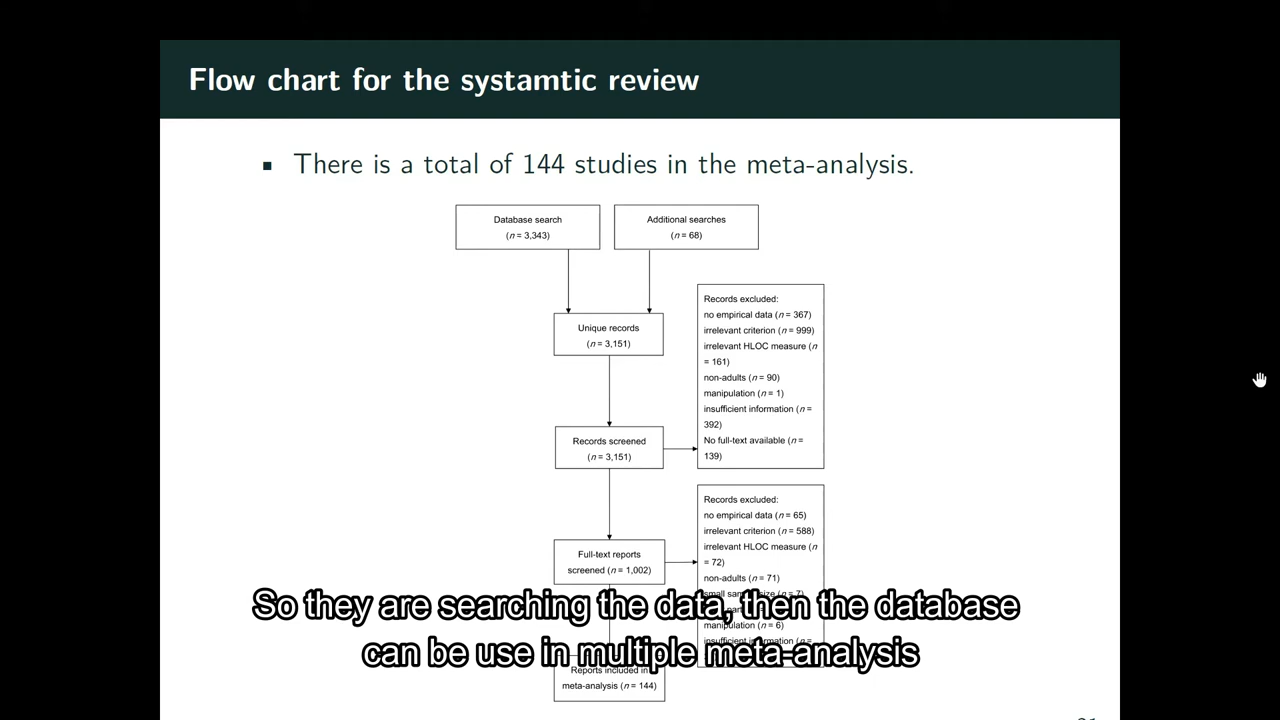 Flow chart for the systamtic review
There is a total of 144 studies in the meta-analysis.
Database search
(n = 3,343)
Additional searches
(n = 68)
Unique records
(n = 3,151)
Records excluded:
no empirical data (n = 367)
irrelevant criterion (n = 999)
irrelevant HLOC measure (n
= 161)
non-adults (n = 90)
manipulation (n = 1)
insufficient information (n =
392)
No full-text available (n =
139)
Records screened
(n = 3,151)
Records excluded:
no empirical data (n = 65)
irrelevant criterion (n = 588)
irrelevant HLOC measure (n
= 72)
non-adults (n = 71)
manipulation (n = 6)
Full-text reports
screened (n = 1,002)
Reports included in
meta-analysis (n = 144)
So they are searching the data, then the database
can be use in multiple meta-analysis